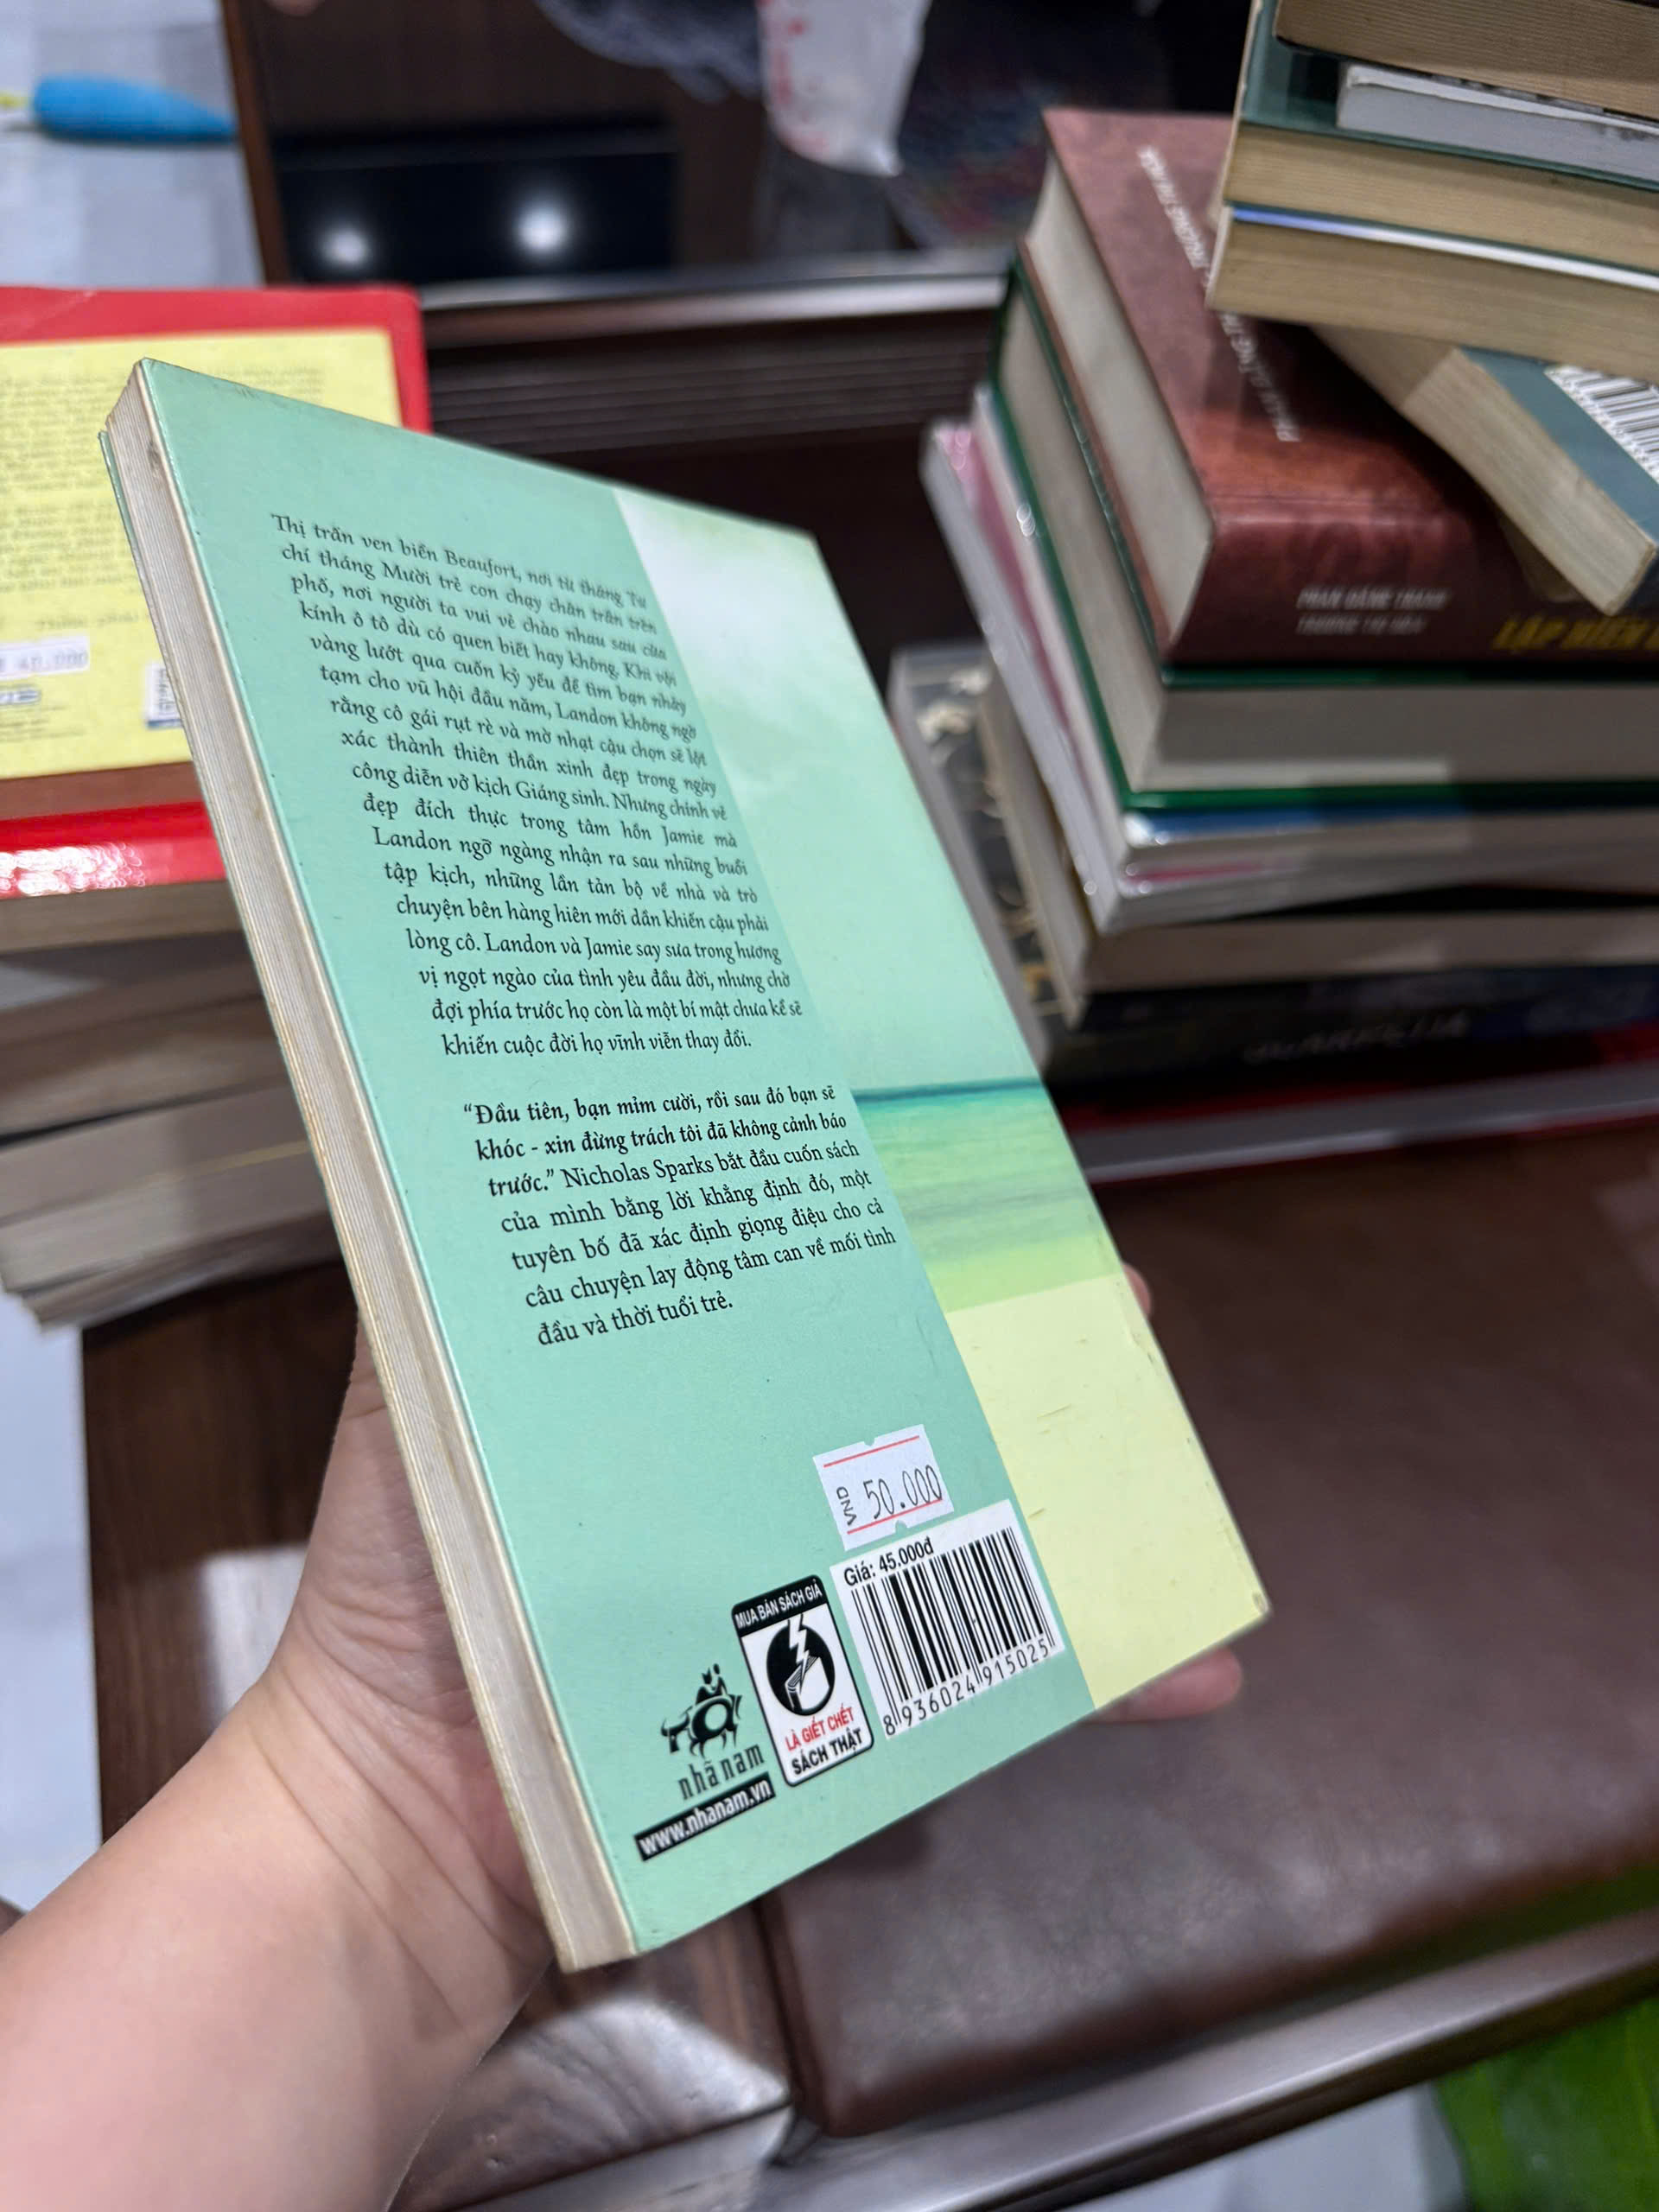 Thị trấn ven biển Beaufort, nơi từ tháng Tư
chí tháng Mười trẻ con chạy chân trần trên
phố, nơi người ta vui vẻ chào nhau sau cửa
kính ô tô dù có quen biết hay không. Khi vội
vàng lướt qua cuốn kỷ yếu để tìm bạn nhảy
tạm cho vũ hội đầu năm, Landon không ngờ
rằng cô gái rụt rè và mờ nhạt cậu chọn sẽ lột
xác thành thiên thần xinh đẹp trong ngày
công diễn vở kịch Giáng sinh. Nhưng chính vẻ
đẹp đích thực trong tâm hồn Jamie mà
Landon ngỡ ngàng nhận ra sau những buổi
tập kịch, những lần tản bộ về nhà và trò
chuyện bên hàng hiên mới dần khiến cậu phải
lòng cô. Landon và Jamie say sưa trong hương
vị ngọt ngào của tình yêu đầu đời, nhưng chờ
đợi phía trước họ còn là một bí mật chưa kể sẽ
khiến cuộc đời họ vĩnh viễn thay đổi.
“Đầu tiên, bạn mỉm cười, rồi sau đó bạn sẽ
khóc - xin đừng trách tôi đã không cảnh báo
trước.” Nicholas Sparks bắt đầu cuốn sách
của mình bằng lời khẳng định đó, một
tuyên bố đã xác định giọng điệu cho cả
câu chuyện lay động tâm can về mối tình
đầu và thời tuổi trẻ.
VND 50.000
Giá: 45.000đ
8 936024 915025
MUA BÁN SÁCH GIẢ
LÀ GIẾT CHẾT
SÁCH THẬT
nhã nam
www.nhanam.vn
40.000
PHAN ĐĂNG THANH
TRƯƠNG THỊ HÒA
LẬP HIẾN